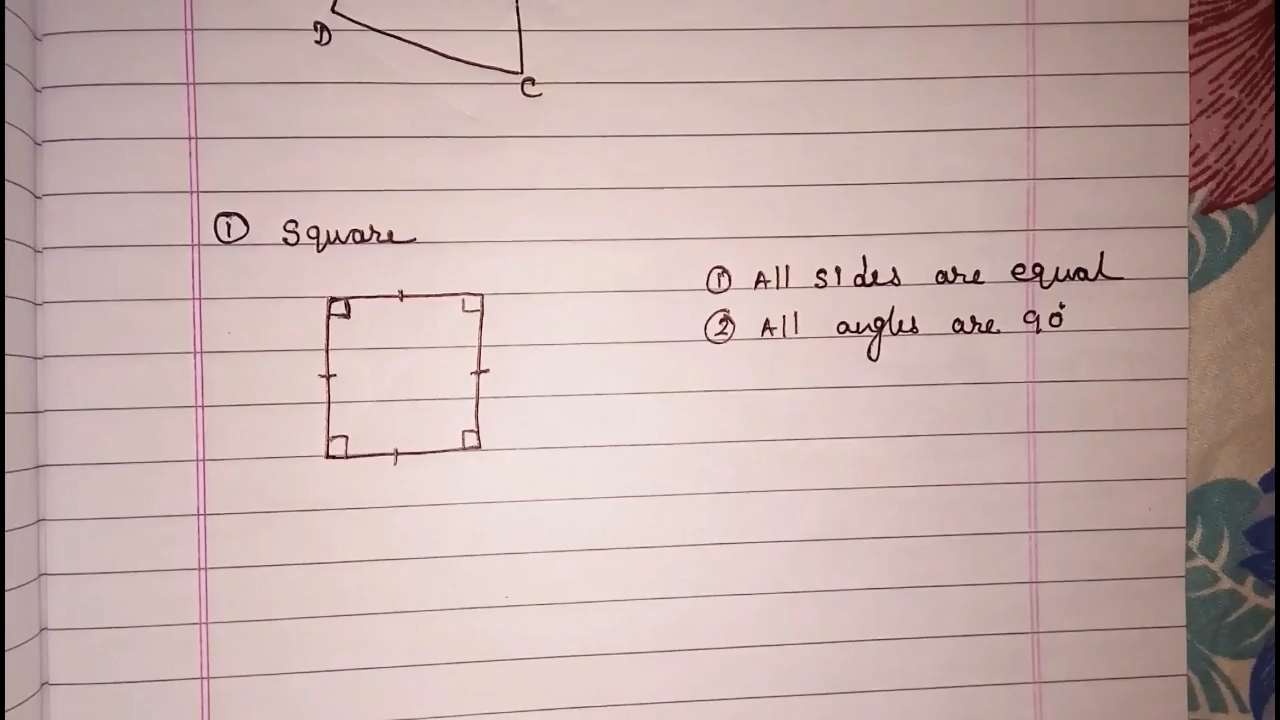 D
C
① Square
① All sides are equal
② All angles are 90°